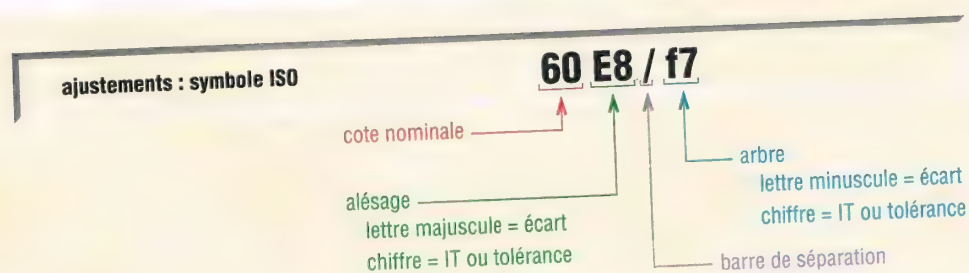 ajustements : symbole ISO
60 E8 / f7
cote nominale
alésage
lettre majuscule = écart
chiffre = IT ou tolérance
arbre
lettre minuscule = écart
chiffre = IT ou tolérance
barre de séparation